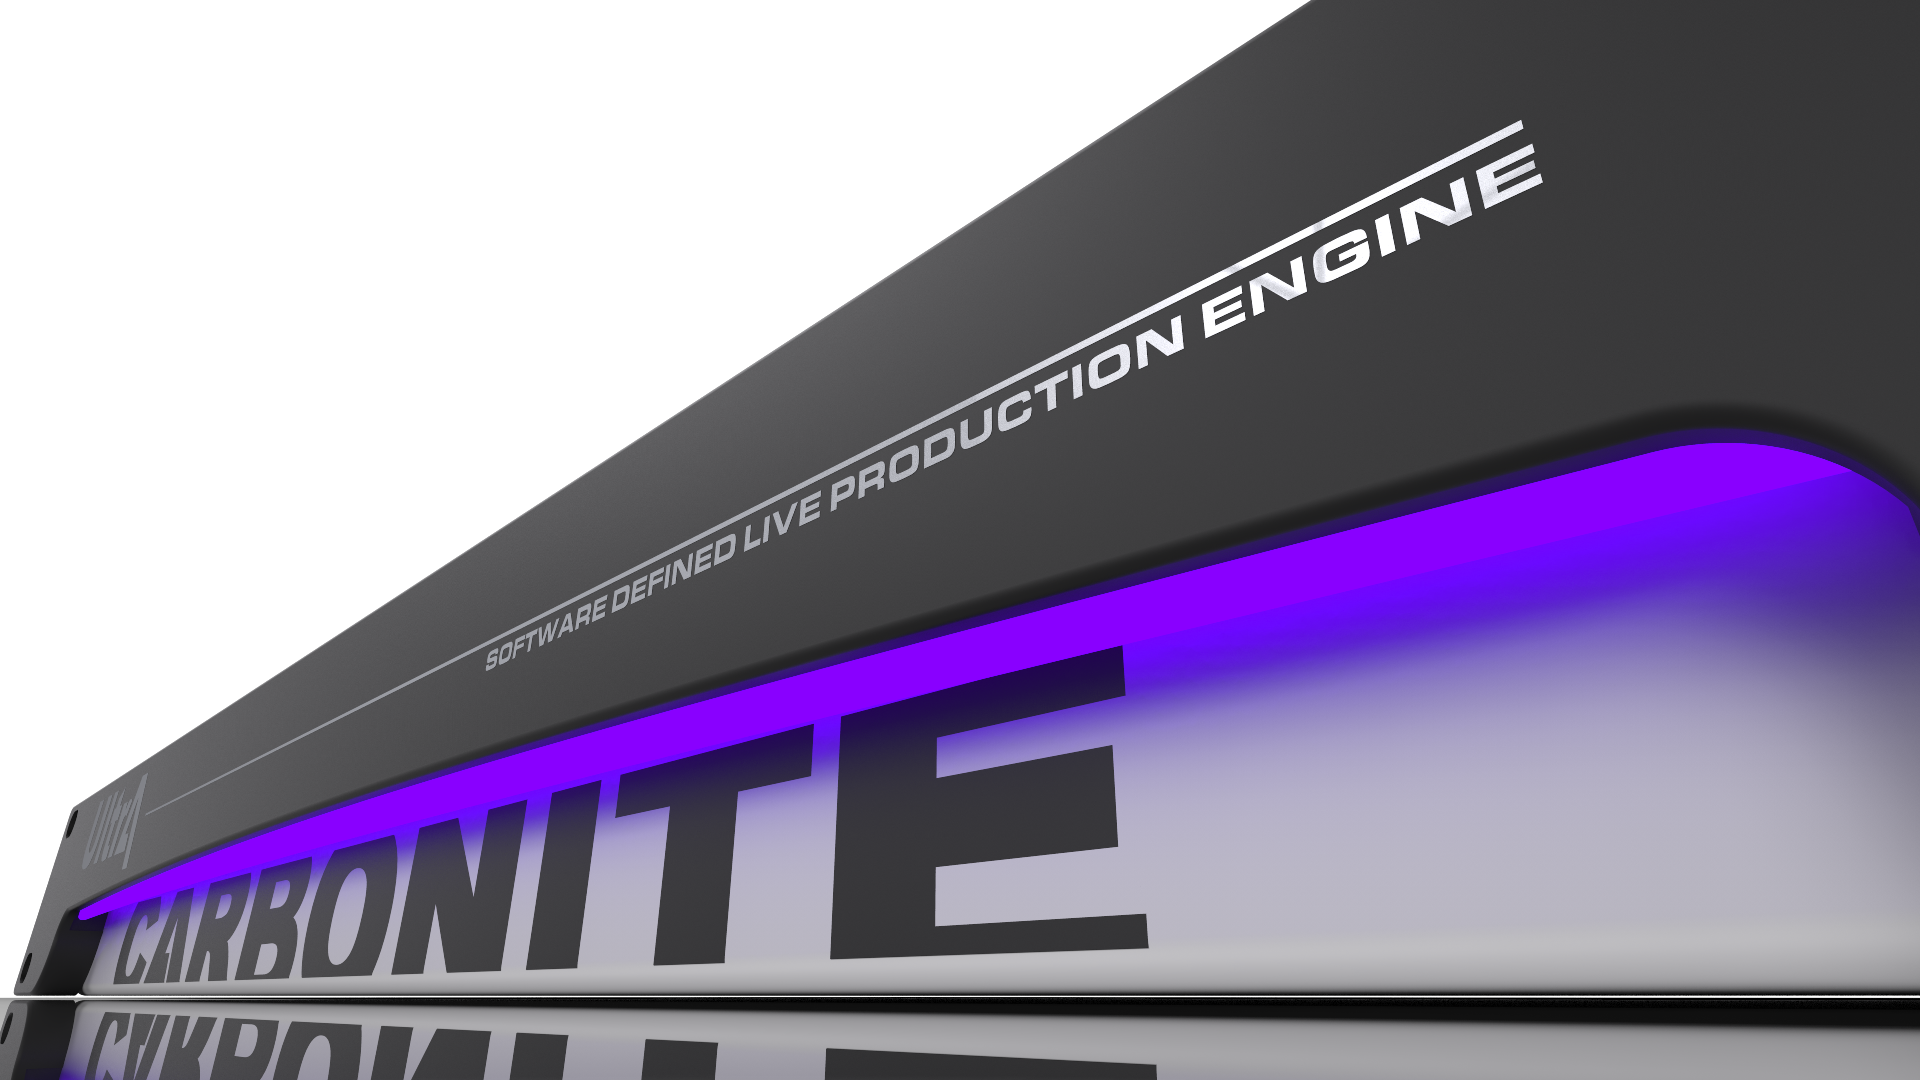 Ultra
SOFTWARE DEFINED LIVE PRODUCTION ENGINE
CARBONITE